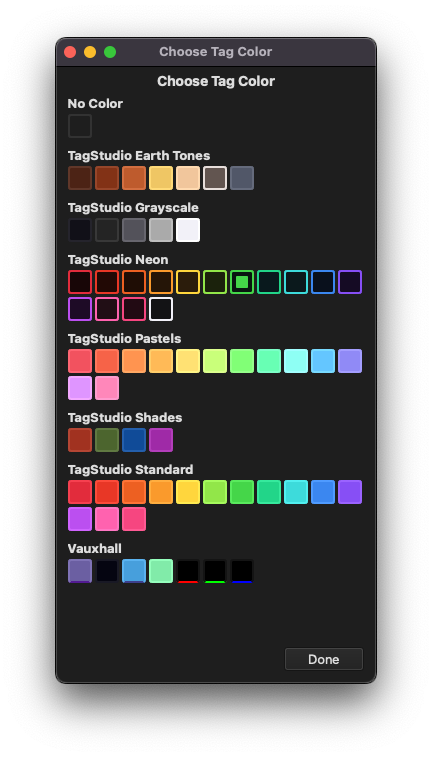 Choose Tag Color
Choose Tag Color
No Color
TagStudio Earth Tones
TagStudio Grayscale
TagStudio Neon
TagStudio Pastels
TagStudio Shades
TagStudio Standard
Vauxhall
Done